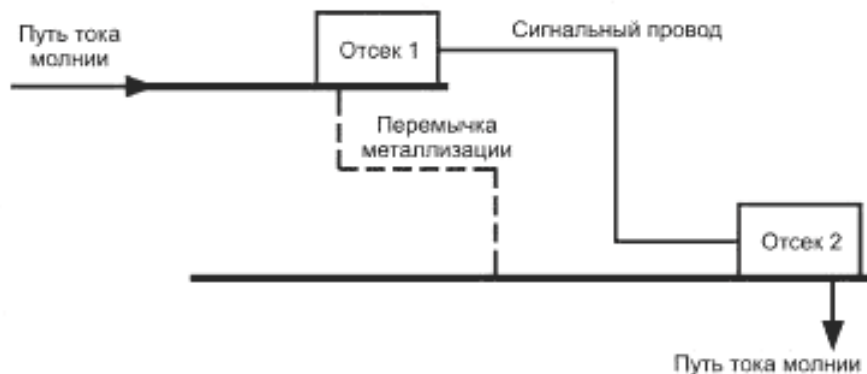 Путь тока
молнии
Отсек 1
Сигнальный провод
Перемычка
металлизации
Отсек 2
Путь тока молнии